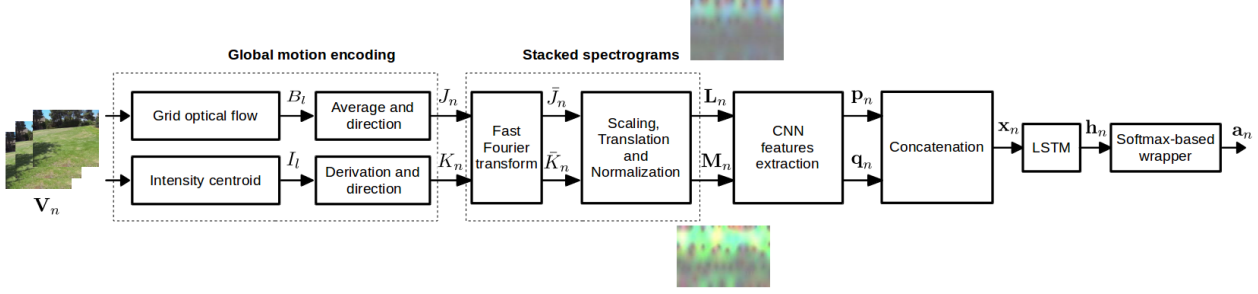 Global motion encoding
Stacked spectrograms
V_n
Grid optical flow
B_l
Average and
direction
J_n
Intensity centroid
I_l
Derivation and
direction
K_n
Fast
Fourier
transform
J̄_n
K̄_n
Scaling,
Translation
and
Normalization
L_n
M_n
CNN
features
extraction
p_n
q_n
Concatenation
x_n
LSTM
h_n
Softmax-based
wrapper
a_n